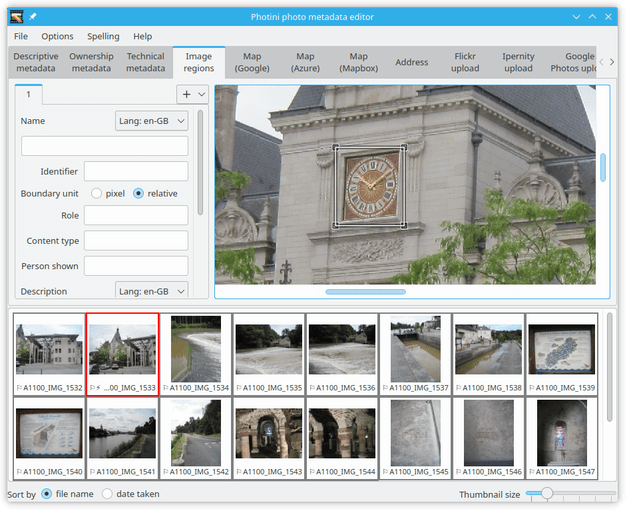 Photini photo metadata editor
File Options Spelling Help
Descriptive metadata
Ownership metadata
Technical metadata
Image regions
Map (Google)
Map (Azure)
Map (Mapbox)
Address
Flickr upload
Ipernity upload
Google Photos uplo
1
+
Name Lang: en-GB
Identifier
Boundary unit pixel relative
Role
Content type
Person shown
Description Lang: en-GB
A1100_IMG_1532 ...00_IMG_1533 A1100_IMG_1534 A1100_IMG_1535 A1100_IMG_1536 A1100_IMG_1537 A1100_IMG_1538 A1100_IMG_1539
A1100_IMG_1540 A1100_IMG_1541 A1100_IMG_1542 A1100_IMG_1543 A1100_IMG_1544 A1100_IMG_1545 A1100_IMG_1546 A1100_IMG_1547
Sort by file name date taken Thumbnail size